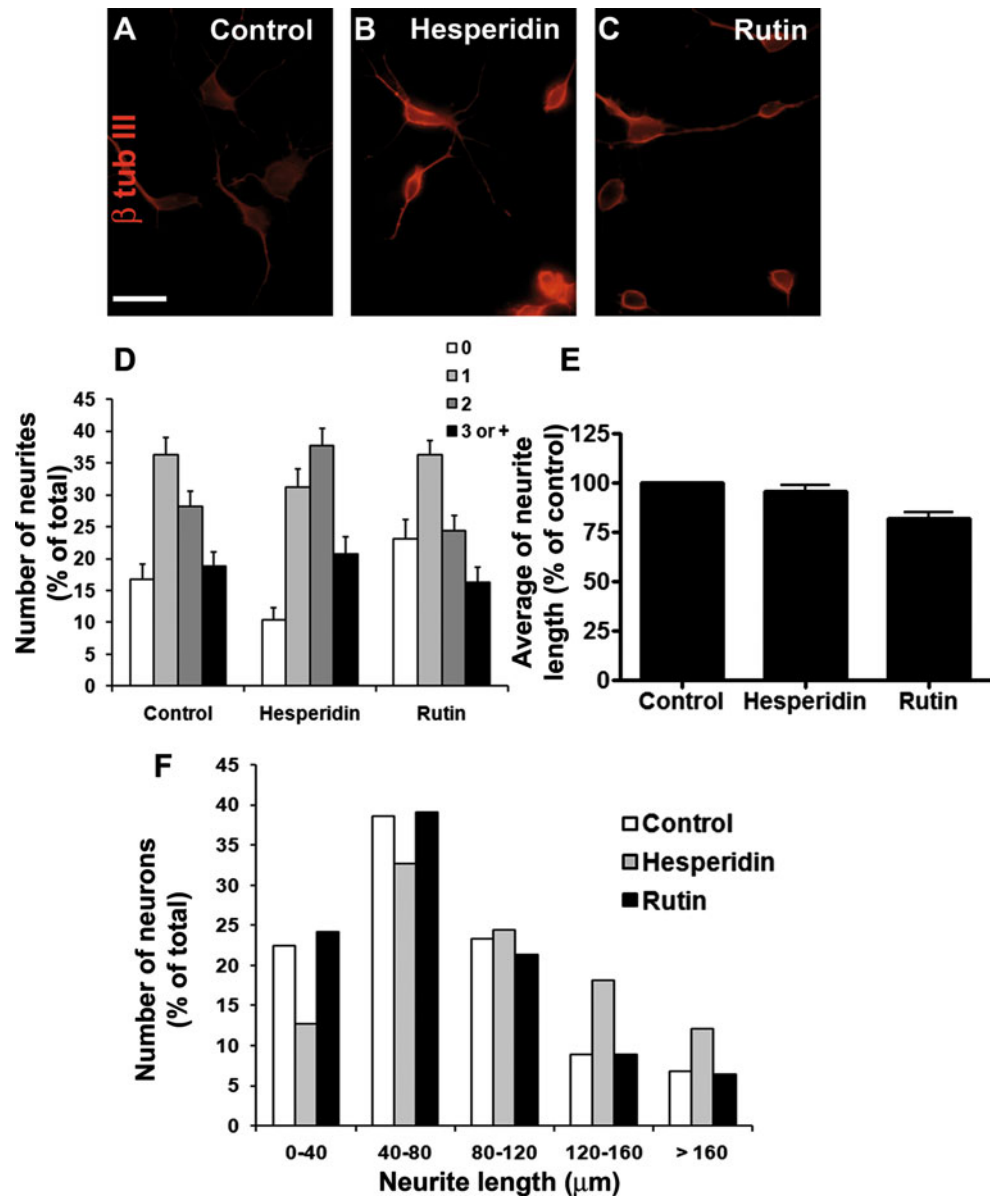 A Control
B Hesperidin
C Rutin
β tub III
D
0
1
2
3 or +
45
40
35
30
25
20
15
10
5
0
Number of neurites
(% of total)
Control Hesperidin Rutin
E
125
100
75
50
25
0
Average of neurite
length (% of control)
Control Hesperidin Rutin
F
45
40
35
30
25
20
15
10
5
0
Number of neurons
(% of total)
Control
Hesperidin
Rutin
0-40 40-80 80-120 120-160 > 160
Neurite length (μm)